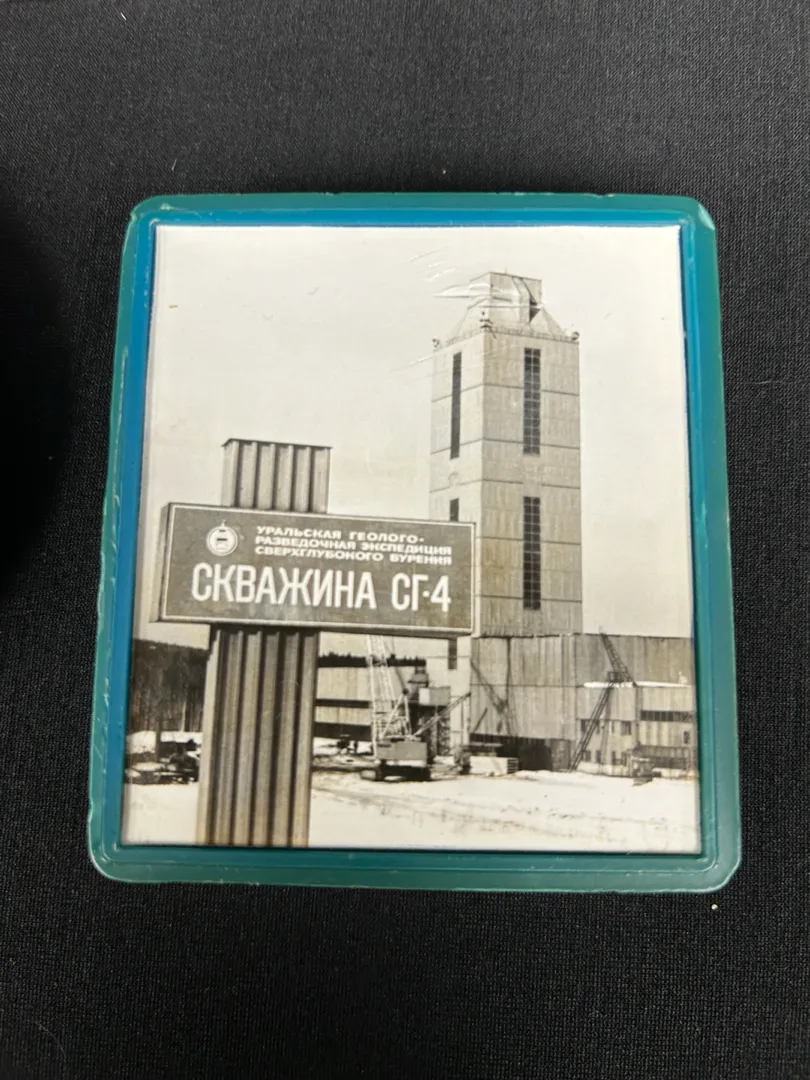 УРАЛЬСКАЯ ГЕОЛОГО-
РАЗВЕДОЧНАЯ ЭКСПЕДИЦИЯ
СВЕРХГЛУБОКОГО БУРЕНИЯ
СКВАЖИНА СГ-4